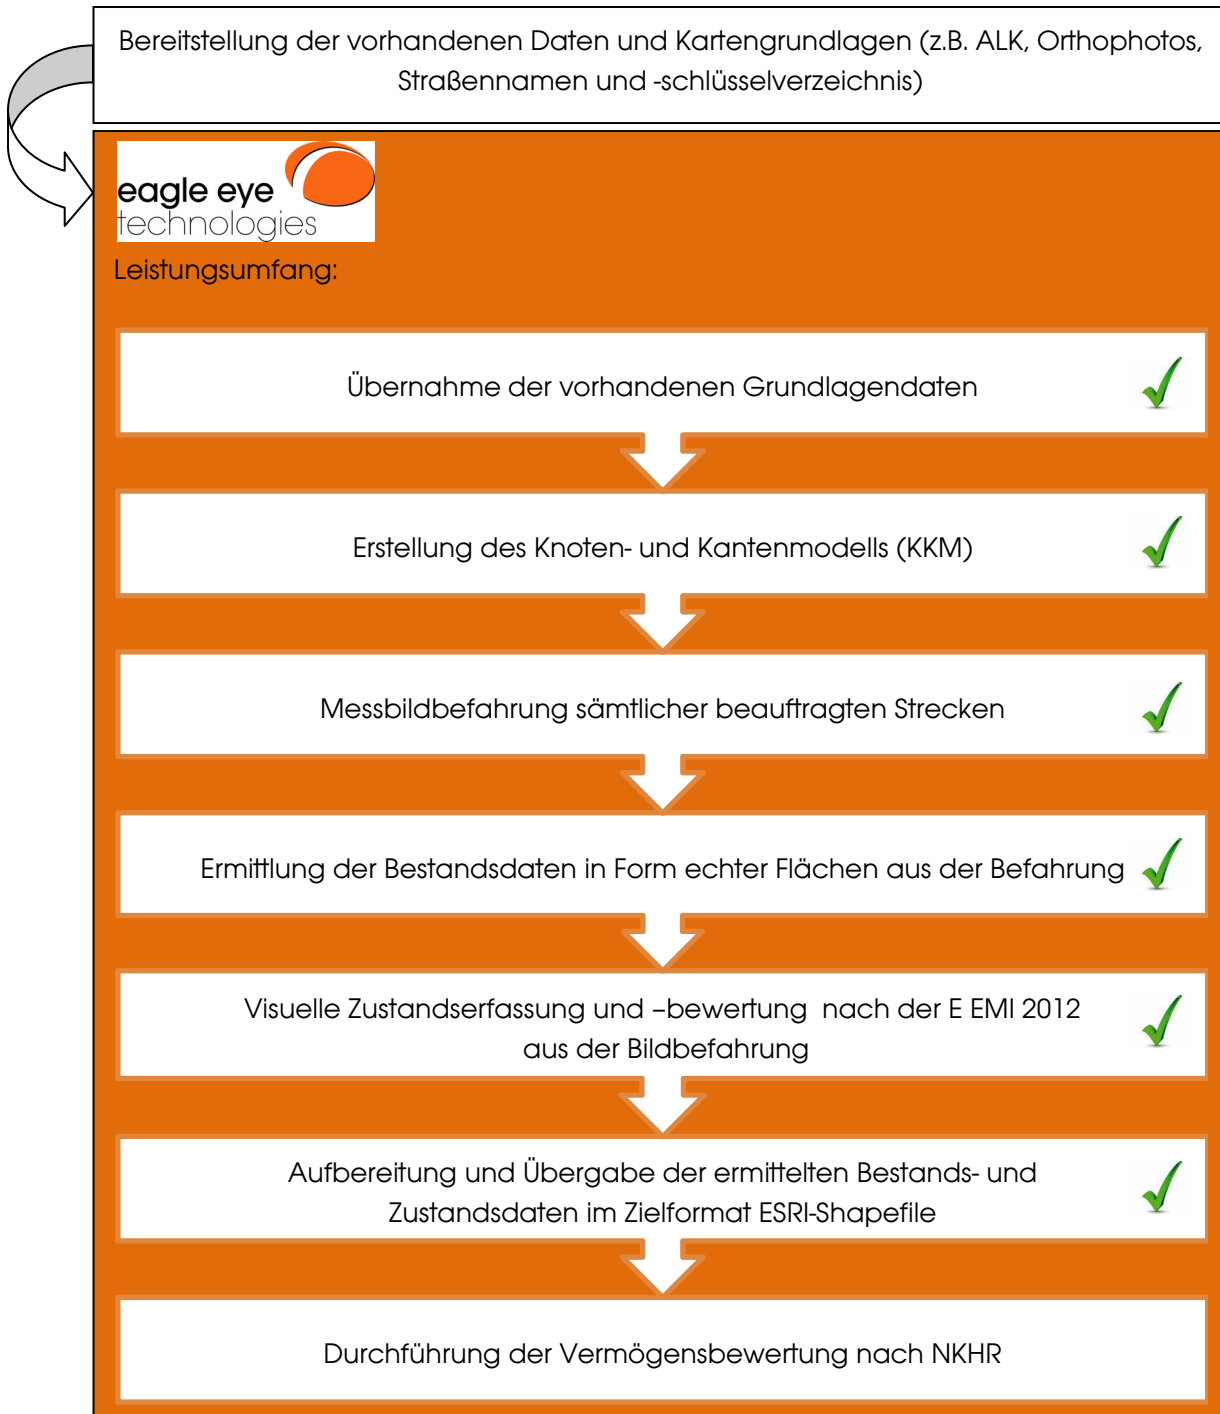 Bereitstellung der vorhandenen Daten und Kartengrundlagen (z.B. ALK, Orthophotos,
Straßennamen und -schlüsselverzeichnis)
eagle eye
technologies
Leistungsumfang:
Übernahme der vorhandenen Grundlagendaten
Erstellung des Knoten- und Kantenmodells (KKM)
Messbildbefahrung sämtlicher beauftragten Strecken
Ermittlung der Bestandsdaten in Form echter Flächen aus der Befahrung
Visuelle Zustandserfassung und –bewertung  nach der E EMI 2012
aus der Bildbefahrung
Aufbereitung und Übergabe der ermittelten Bestands- und
Zustandsdaten im Zielformat ESRI-Shapefile
Durchführung der Vermögensbewertung nach NKHR